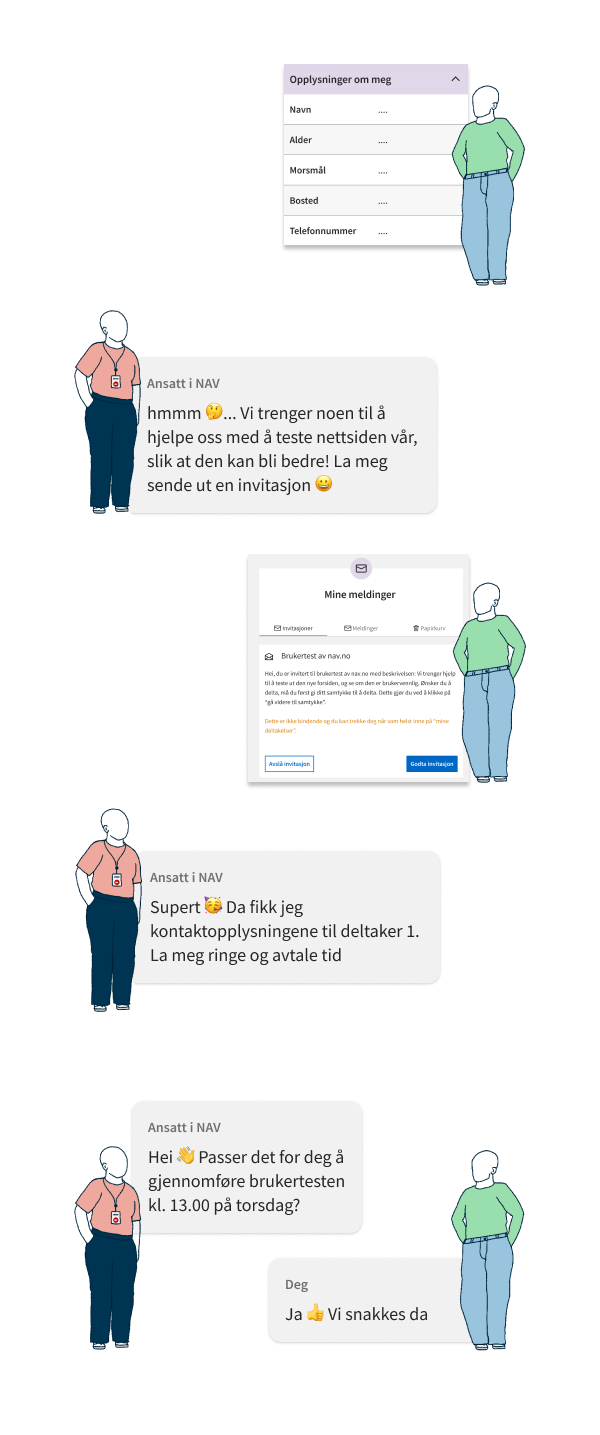 Opplysninger om meg
Navn ....
Alder ....
Morsmål ....
Bosted ....
Telefonnummer ....
Ansatt i NAV
hmmm 🤔... Vi trenger noen til å
hjelpe oss med å teste nettsiden vår,
slik at den kan bli bedre! La meg
sende ut en invitasjon 😀
Mine meldinger
Invitasjoner Meldinger Papirkurv
Brukertest av nav.no
Hei, du er invitert til brukertest av nav.no med beskrivelsen: Vi trenger hjelp
til å teste ut den nye forsiden, og se om den er brukervennlig. Ønsker du å
delta, må du først gi ditt samtykke til å delta. Dette gjør du ved å klikke på
"gå videre til samtykke".
Dette er ikke bindende og du kan trekke deg når som helst inne på "mine
deltakelser".
Avslå invitasjon Godta invitasjon
Ansatt i NAV
Supert 🥳 Da fikk jeg
kontaktopplysningene til deltaker 1.
La meg ringe og avtale tid
Ansatt i NAV
Hei 👋 Passer det for deg å
gjennomføre brukertesten
kl. 13.00 på torsdag?
Deg
Ja 👍 Vi snakkes da